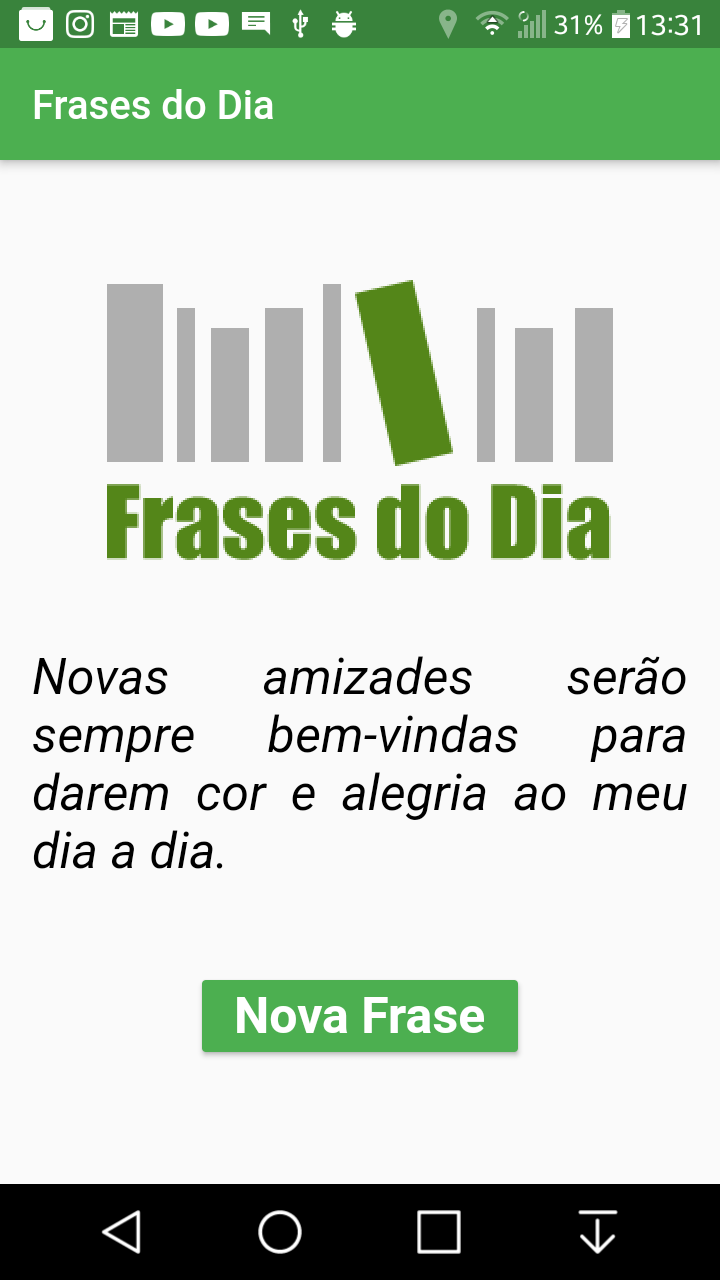 31% 13:31
Frases do Dia
Frases do Dia
Novas amizades serão
sempre bem-vindas para
darem cor e alegria ao meu
dia a dia.
Nova Frase